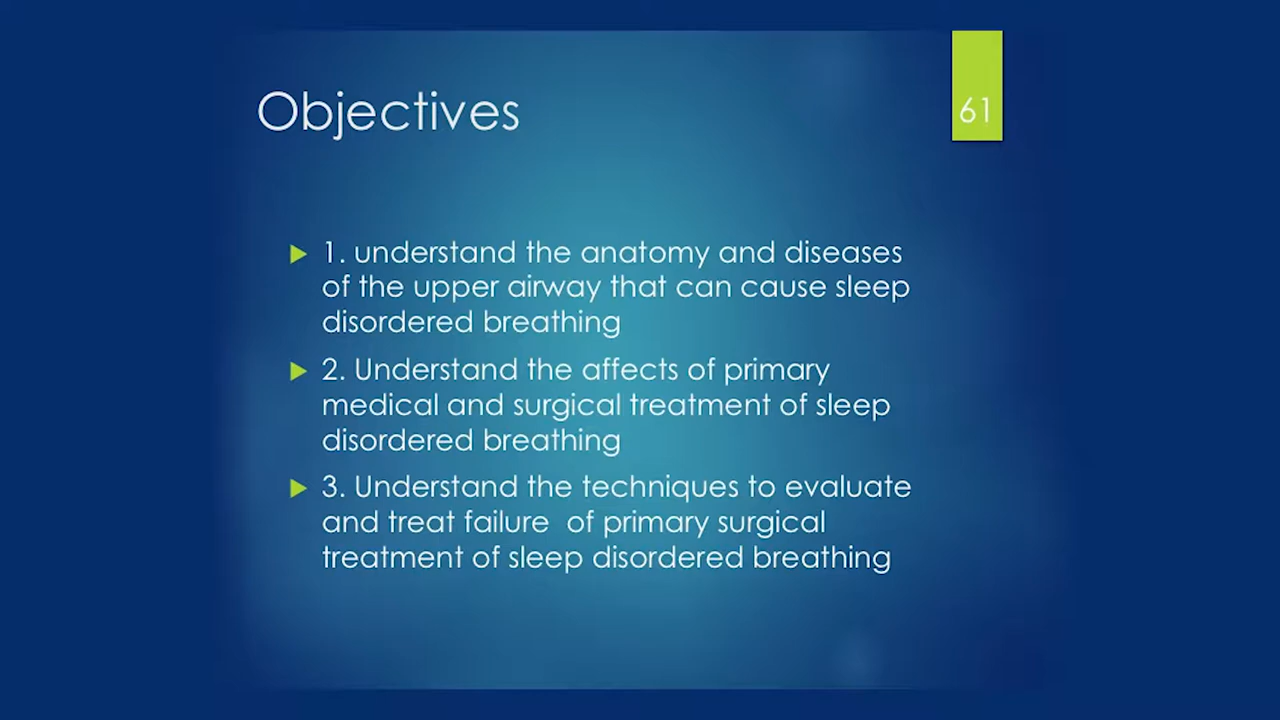 Objectives
61
1. understand the anatomy and diseases
of the upper airway that can cause sleep
disordered breathing
2. Understand the affects of primary
medical and surgical treatment of sleep
disordered breathing
3. Understand the techniques to evaluate
and treat failure  of primary surgical
treatment of sleep disordered breathing